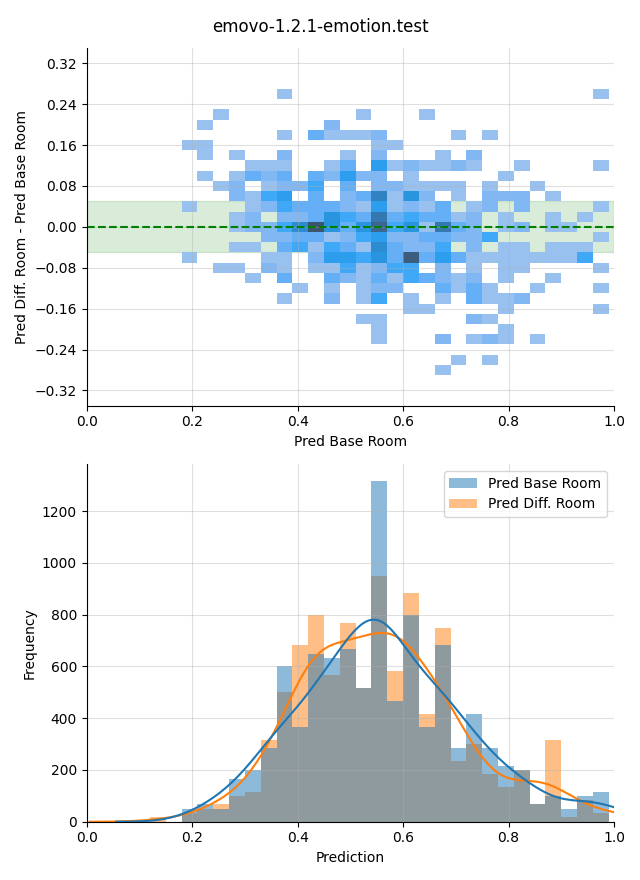 emovo-1.2.1-emotion.test
0.32
0.24
0.16
0.08
0.00
−0.08
−0.16
−0.24
−0.32
Pred Diff. Room - Pred Base Room
0.0 0.2 0.4 0.6 0.8 1.0
Pred Base Room
Pred Base Room
Pred Diff. Room
1200
1000
800
600
400
200
0
Frequency
0.0 0.2 0.4 0.6 0.8 1.0
Prediction